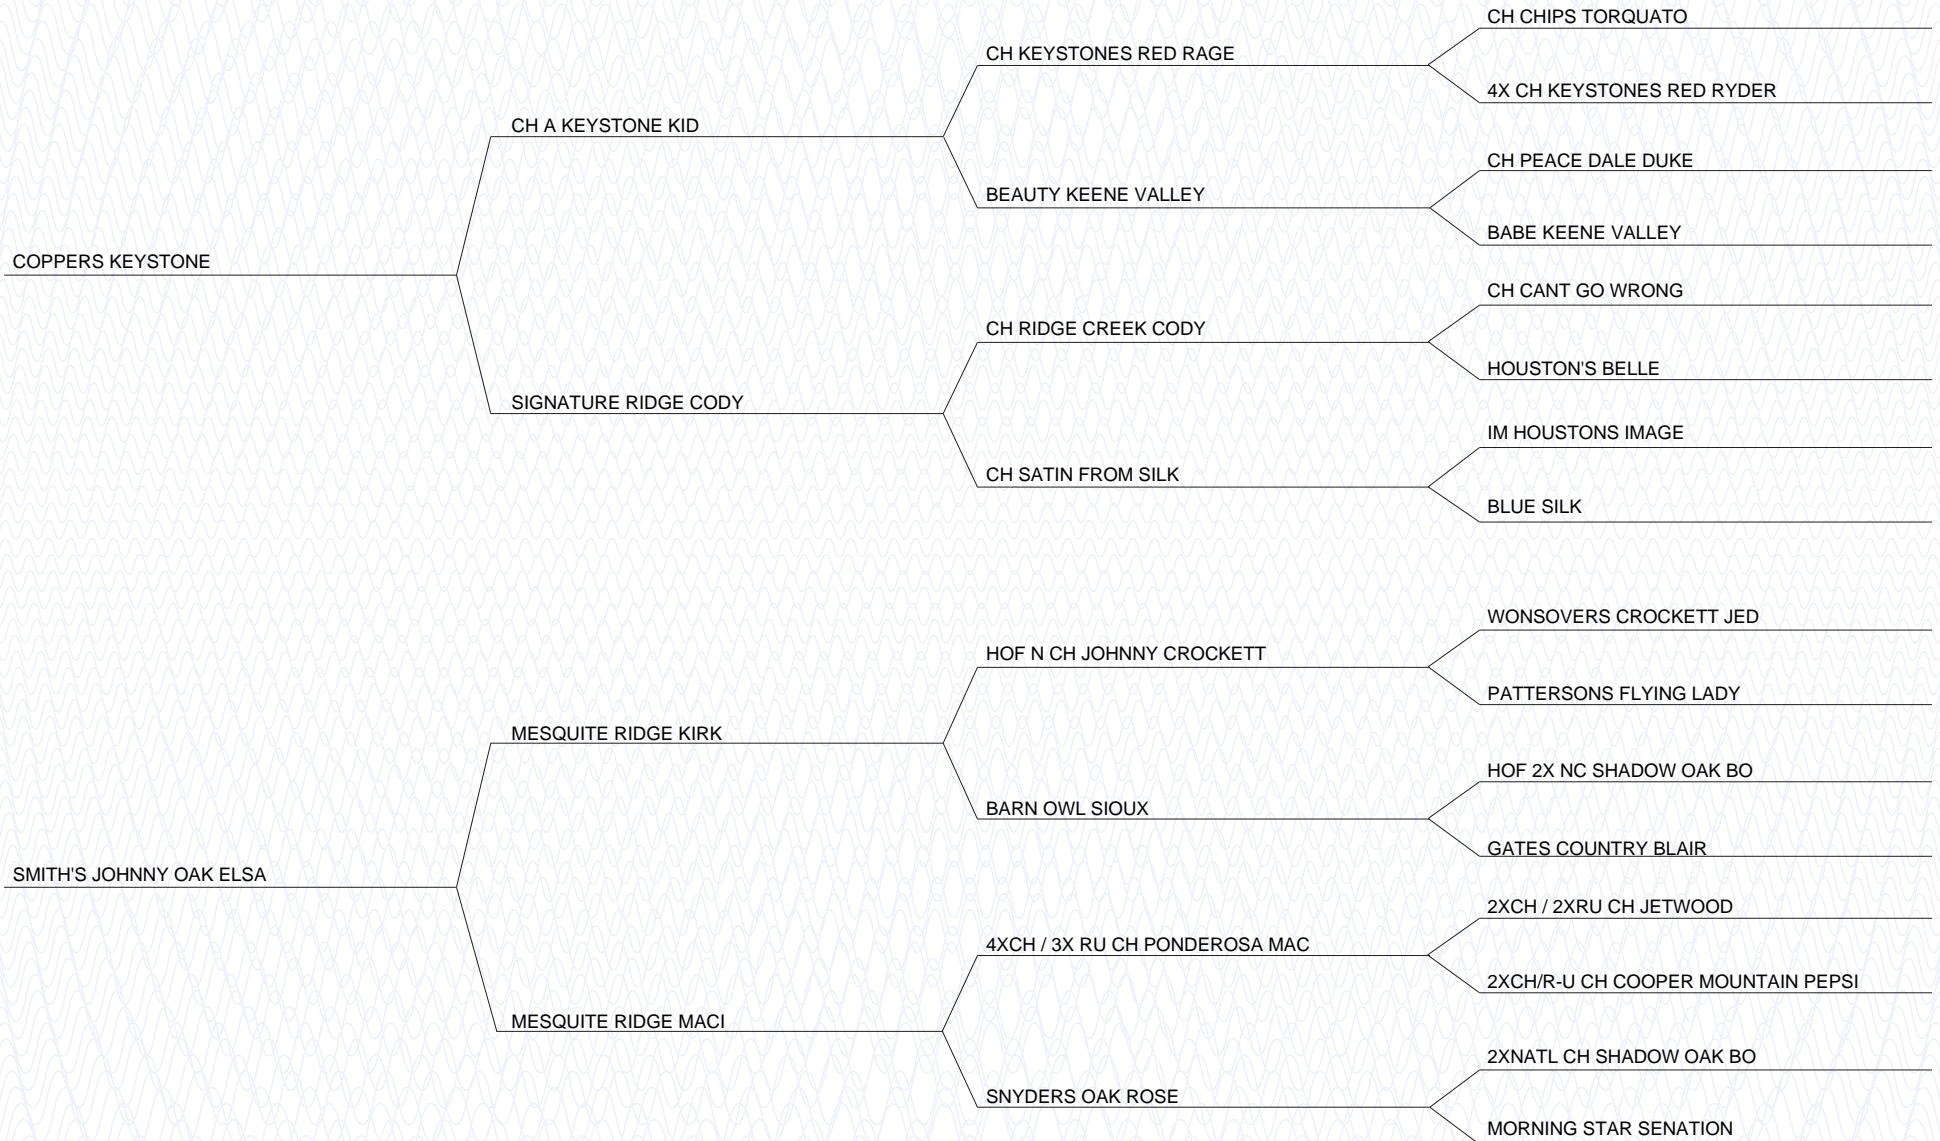 CH CHIPS TORQUATO
CH KEYSTONES RED RAGE
4X CH KEYSTONES RED RYDER
CH A KEYSTONE KID
CH PEACE DALE DUKE
BEAUTY KEENE VALLEY
BABE KEENE VALLEY
COPPERS KEYSTONE
CH CANT GO WRONG
CH RIDGE CREEK CODY
HOUSTON'S BELLE
SIGNATURE RIDGE CODY
IM HOUSTONS IMAGE
CH SATIN FROM SILK
BLUE SILK
WONSOVERS CROCKETT JED
HOF N CH JOHNNY CROCKETT
PATTERSONS FLYING LADY
MESQUITE RIDGE KIRK
HOF 2X NC SHADOW OAK BO
BARN OWL SIOUX
GATES COUNTRY BLAIR
SMITH'S JOHNNY OAK ELSA
2XCH / 2XRU CH JETWOOD
4XCH / 3X RU CH PONDEROSA MAC
2XCH/R-U CH COOPER MOUNTAIN PEPSI
MESQUITE RIDGE MACI
2XNATL CH SHADOW OAK BO
SNYDERS OAK ROSE
MORNING STAR SENATION